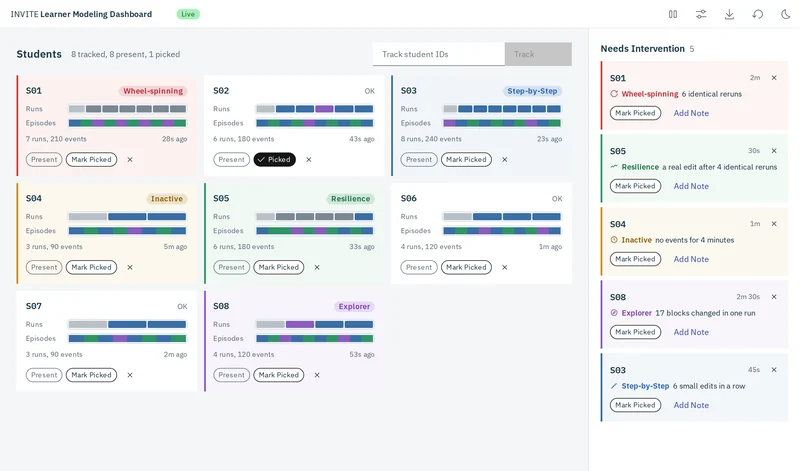 INVITE Learner Modeling Dashboard Live
Students 8 tracked, 8 present, 1 picked
Track student IDs Track
S01 Wheel-spinning
Runs
Episodes
7 runs, 210 events 28s ago
Present Mark Picked
S02 OK
Runs
Episodes
6 runs, 180 events 43s ago
Present Picked
S03 Step-by-Step
Runs
Episodes
8 runs, 240 events 23s ago
Present Mark Picked
S04 Inactive
Runs
Episodes
3 runs, 90 events 5m ago
Present Mark Picked
S05 Resilience
Runs
Episodes
6 runs, 180 events 33s ago
Present Mark Picked
S06 OK
Runs
Episodes
4 runs, 120 events 1m ago
Present Mark Picked
S07 OK
Runs
Episodes
3 runs, 90 events 2m ago
Present Mark Picked
S08 Explorer
Runs
Episodes
4 runs, 120 events 53s ago
Present Mark Picked
Needs Intervention 5
S01 2m
Wheel-spinning 6 identical reruns
Mark Picked Add Note
S05 30s
Resilience a real edit after 4 identical reruns
Mark Picked Add Note
S04 1m
Inactive no events for 4 minutes
Mark Picked Add Note
S08 2m 30s
Explorer 17 blocks changed in one run
Mark Picked Add Note
S03 45s
Step-by-Step 6 small edits in a row
Mark Picked Add Note